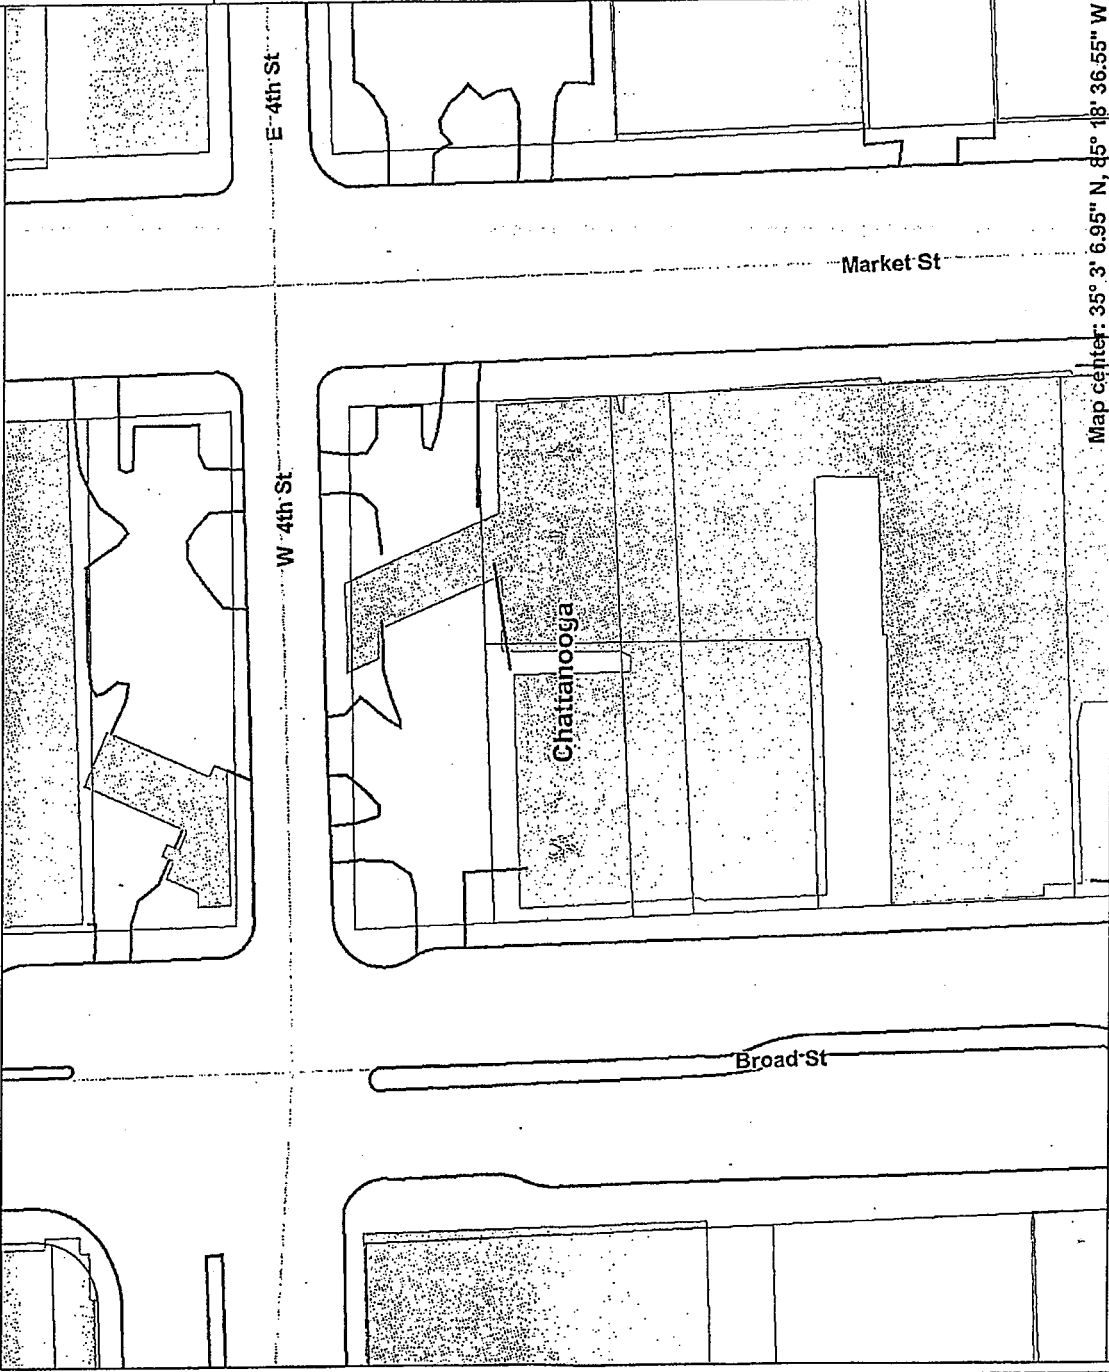 E 4th St
Market St
W 4th St
Chattanooga
Broad St
Map center: 35° 3' 6.95" N, 85° 18' 36.55" W